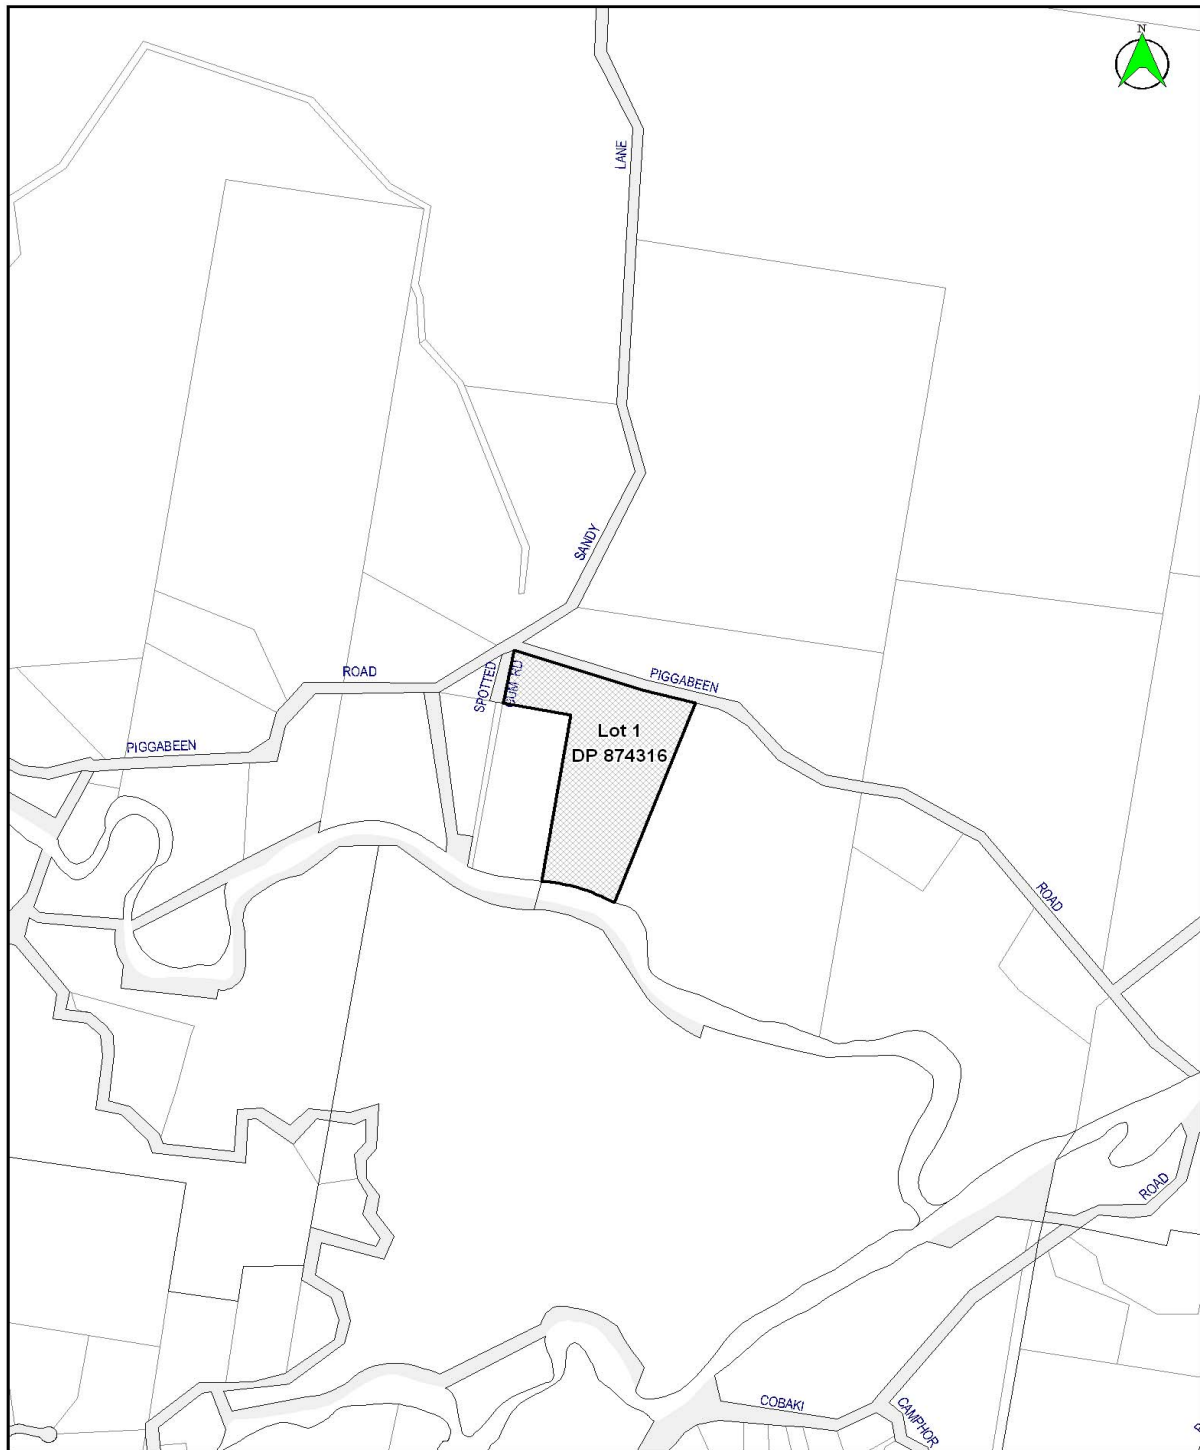 N
LANE
SANDY
ROAD
SPOTTED
GUM RD
PIGGABEEN
Lot 1
DP 874316
PIGGABEEN
ROAD
ROAD
COBAKI
CAMPHOR